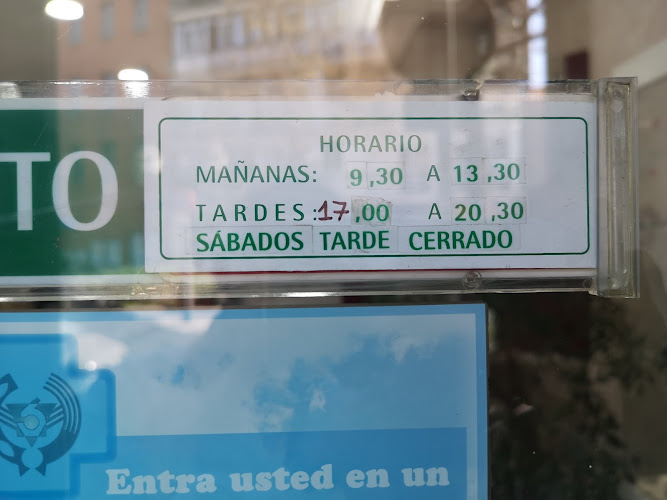 TO
HORARIO
MAÑANAS: 9,30 A 13,30
TARDES: 17,00 A 20,30
SÁBADOS TARDE CERRADO
Entra usted en un